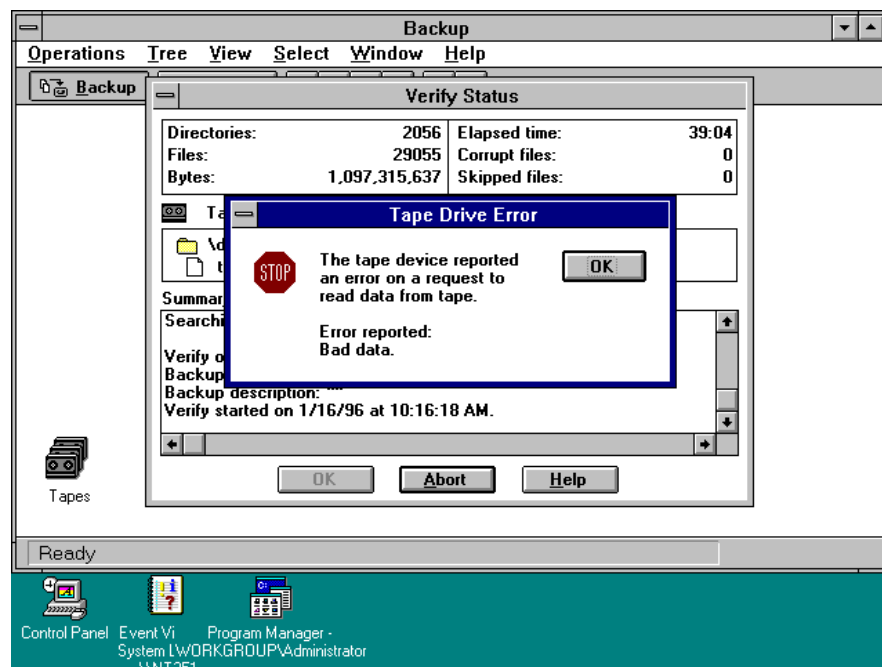 Backup
Operations Tree View Select Window Help
Backup
Verify Status
Directories: 2056 Elapsed time: 39:04
Files: 29055 Corrupt files: 0
Bytes: 1,097,315,637 Skipped files: 0
Tape Drive Error
STOP
The tape device reported
an error on a request to
read data from tape.
OK
Error reported:
Bad data.
Backup description: ""
Verify started on 1/16/96 at 10:16:18 AM.
OK Abort Help
Tapes
Ready
Control Panel
Event Vi
System
Program Manager -
[WORKGROUP\Administrator